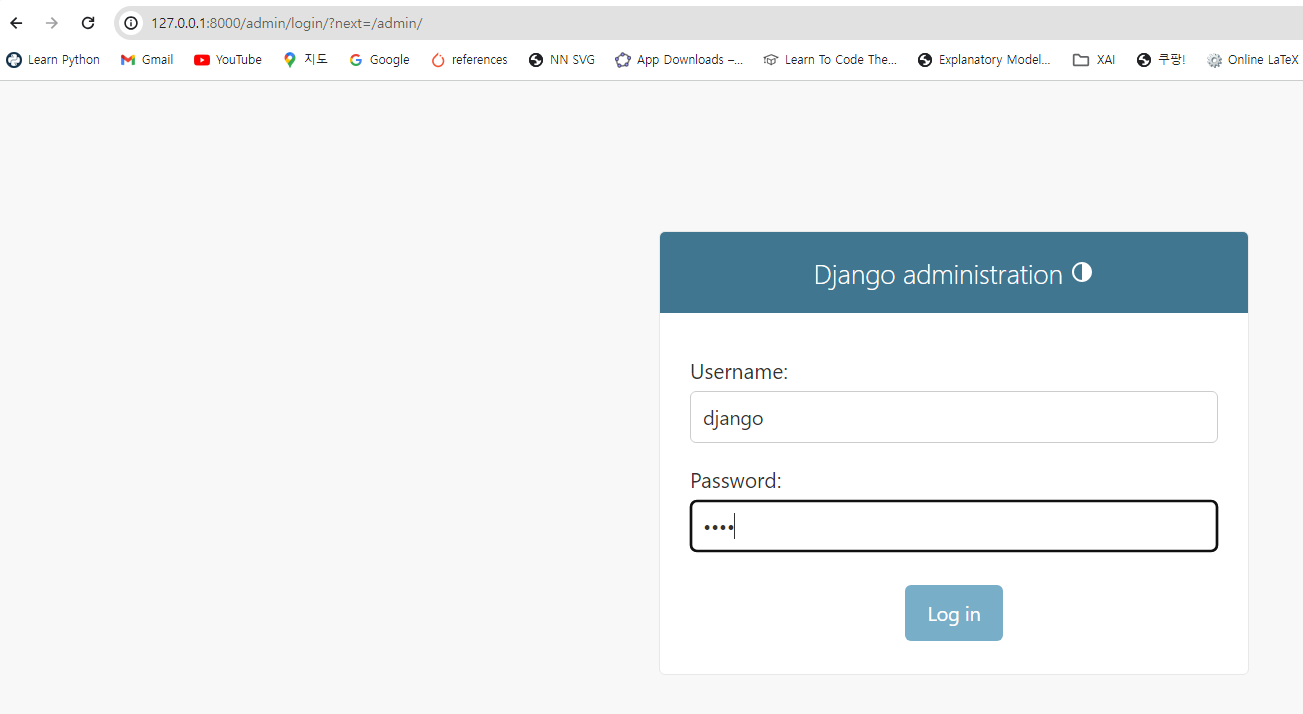 127.0.0.1:8000/admin/login/?next=/admin/
Learn Python Gmail YouTube 지도 Google references NN SVG App Downloads –... Learn To Code The... Explanatory Model... XAI 쿠팡! Online LaTeX
Django administration
Username:
django
Password:
••••
Log in